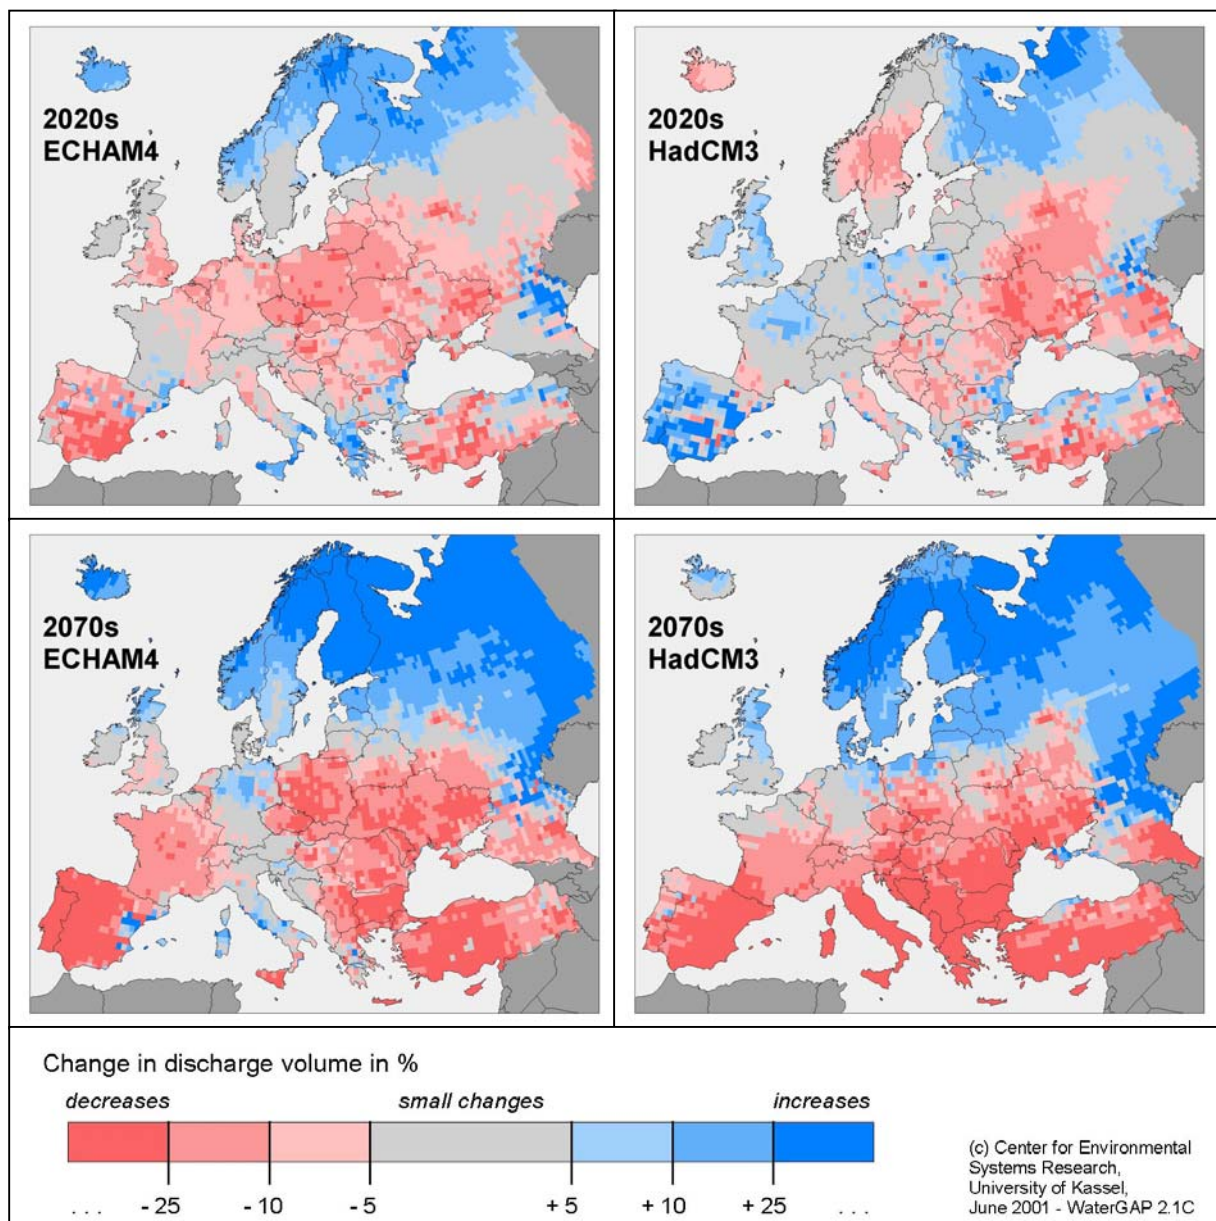 2020s
ECHAM4
2020s
HadCM3
2070s
ECHAM4
2070s
HadCM3
Change in discharge volume in %
decreases small changes increases
. . . - 25 - 10 - 5 + 5 + 10 + 25 . . .
(c) Center for Environmental
Systems Research,
University of Kassel,
June 2001 - WaterGAP 2.1C